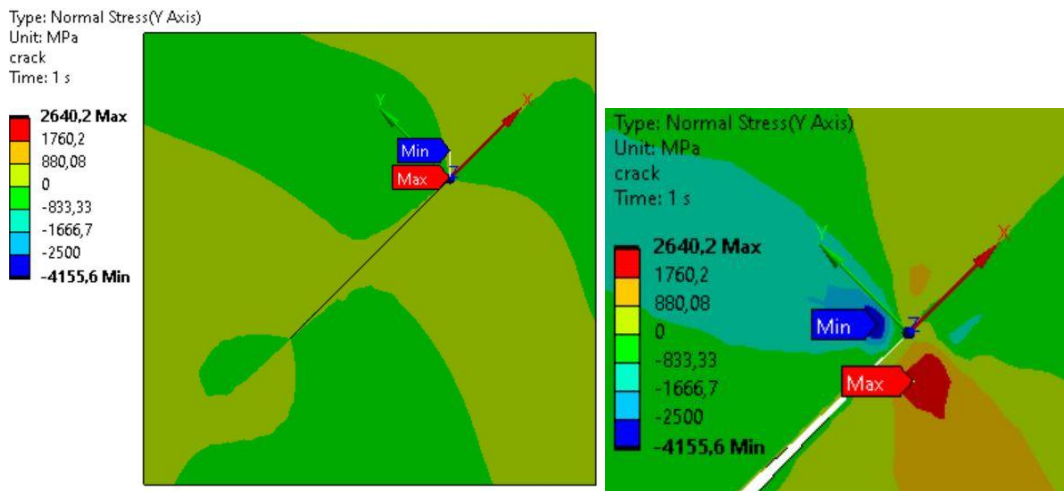 Type: Normal Stress(Y Axis)
Unit: MPa
crack
Time: 1 s
2640,2 Max
1760,2
880,08
0
-833,33
-1666,7
-2500
-4155,6 Min
Y
X
Min
Max
Z
Type: Normal Stress(Y Axis)
Unit: MPa
crack
Time: 1 s
2640,2 Max
1760,2
880,08
0
-833,33
-1666,7
-2500
-4155,6 Min
Y
X
Z
Min
Max